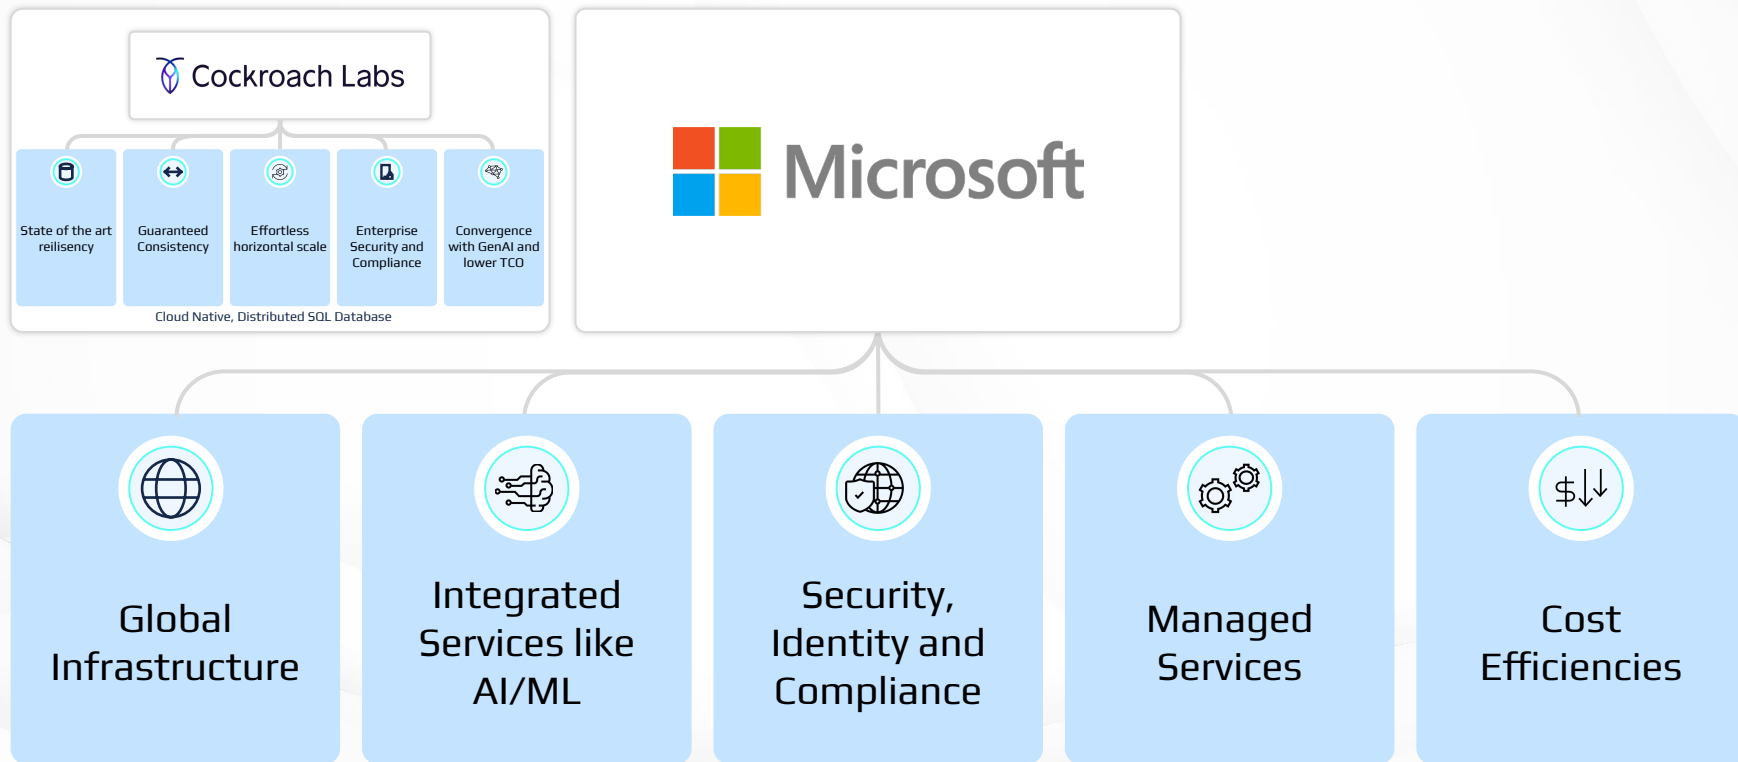 Cockroach Labs
State of the art
reilisency
Guaranteed
Consistency
Effortless
horizontal scale
Enterprise
Security and
Compliance
Convergence
with GenAI and
lower TCO
Cloud Native, Distributed SQL Database
Microsoft
Global
Infrastructure
Integrated
Services like
AI/ML
Security,
Identity and
Compliance
Managed
Services
$
Cost
Efficiencies